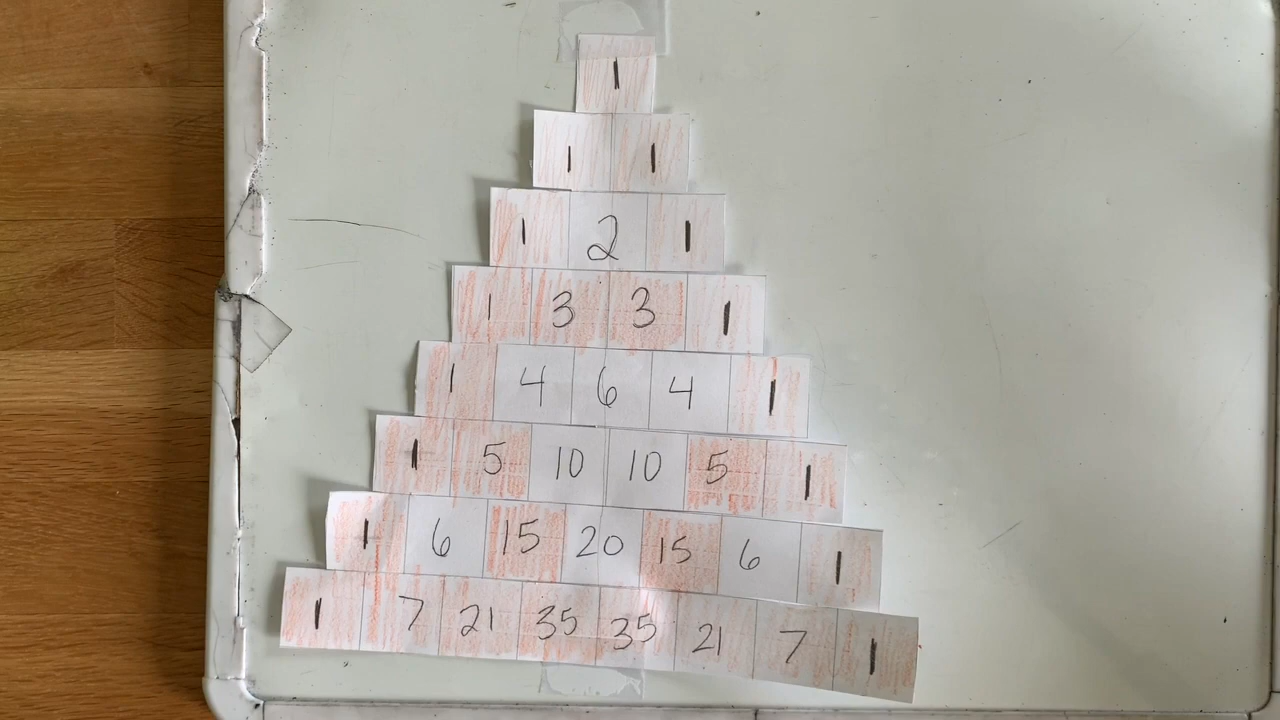 1
1 1
1 2 1
1 3 3 1
1 4 6 4 1
1 5 10 10 5 1
1 6 15 20 15 6 1
1 7 21 35 35 21 7 1